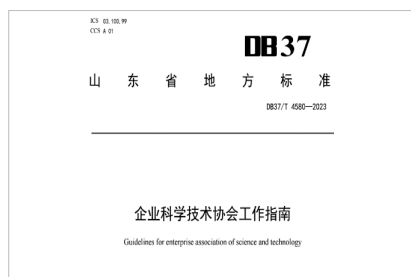 ICS 03.100.99
CCS A 01
DB37
山东省地方标准
DB37/T 4580—2023
企业科学技术协会工作指南
Guidelines for enterprise association of science and technology